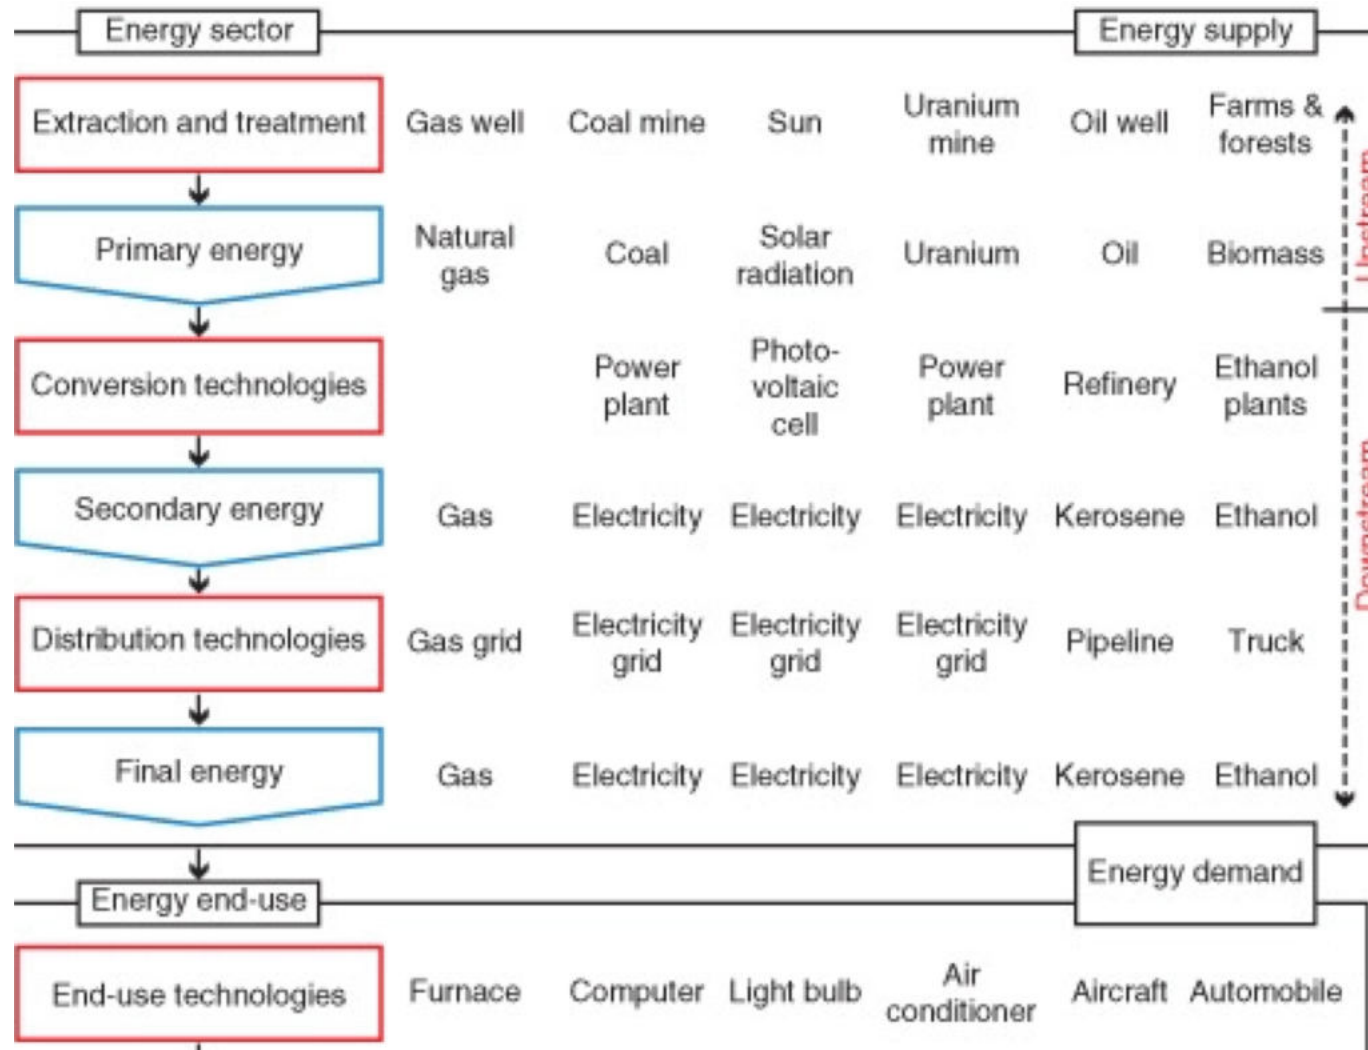 Energy sector
Energy supply
Extraction and treatment
Gas well
Coal mine
Sun
Uranium
mine
Oil well
Farms &
forests
Upstream
Primary energy
Natural
gas
Coal
Solar
radiation
Uranium
Oil
Biomass
Conversion technologies
Power
plant
Photo-
voltaic
cell
Power
plant
Refinery
Ethanol
plants
Downstream
Secondary energy
Gas
Electricity
Electricity
Electricity
Kerosene
Ethanol
Distribution technologies
Gas grid
Electricity
grid
Electricity
grid
Electricity
grid
Pipeline
Truck
Final energy
Gas
Electricity
Electricity
Electricity
Kerosene
Ethanol
Energy demand
Energy end-use
End-use technologies
Furnace
Computer
Light bulb
Air
conditioner
Aircraft
Automobile